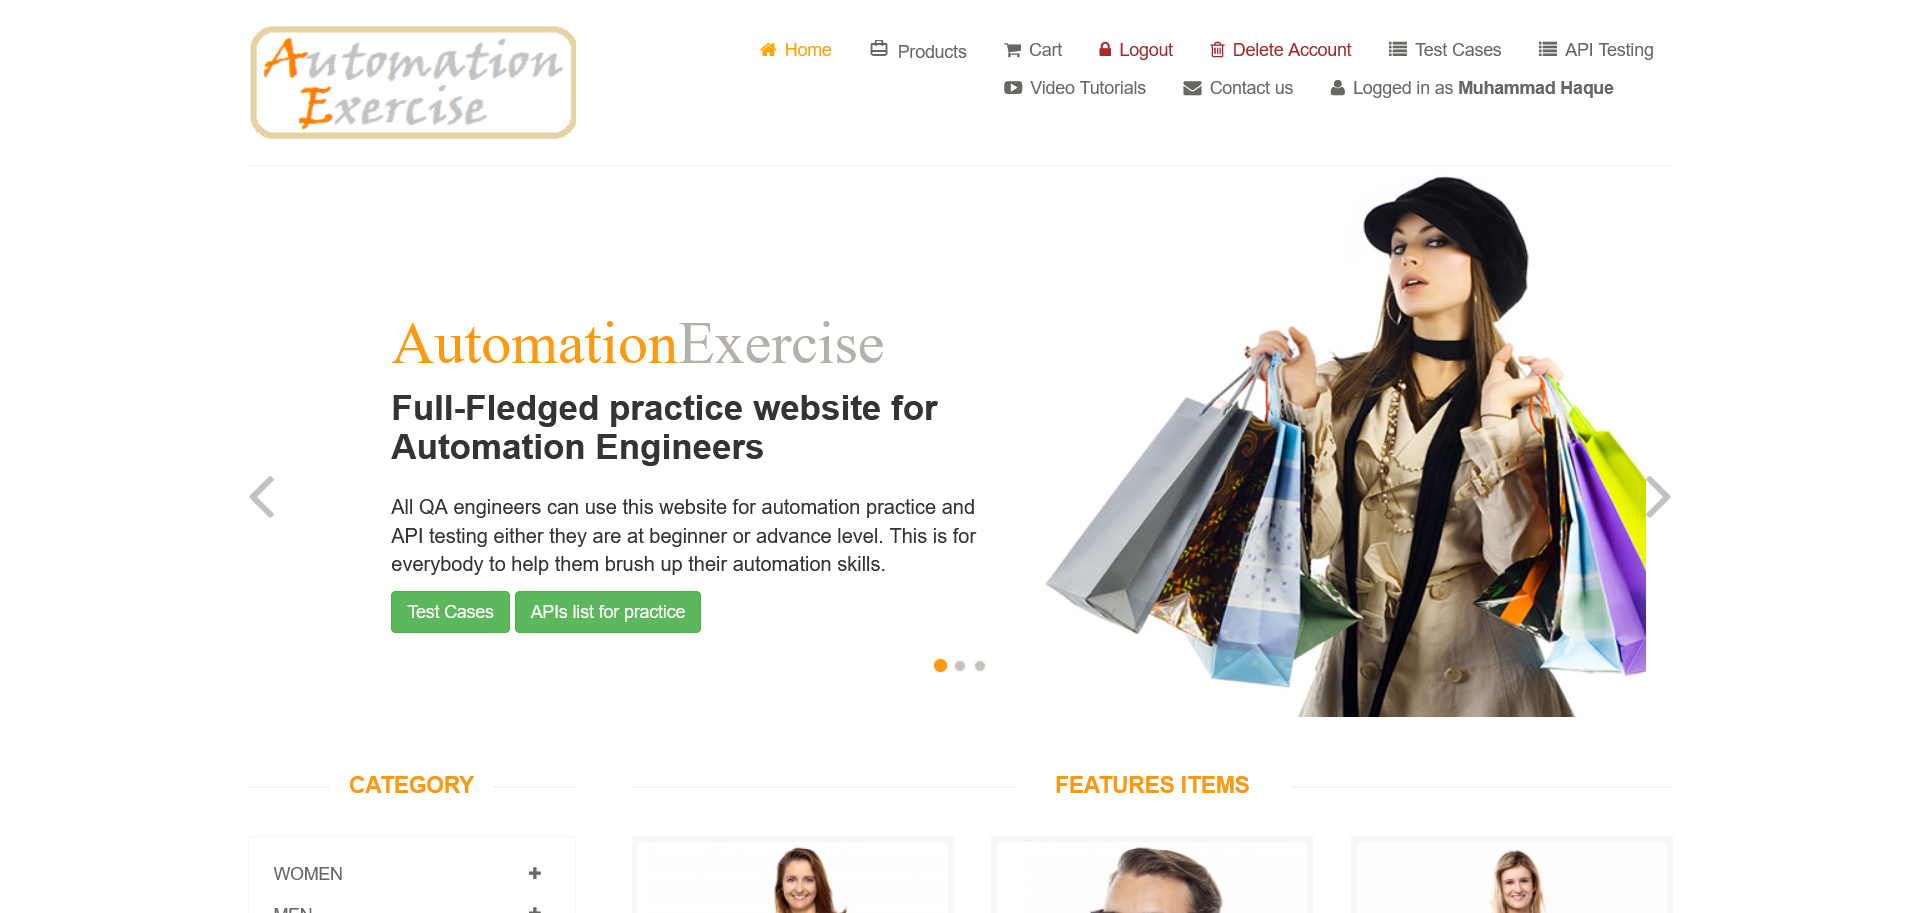 Automation
Exercise
Home Products Cart Logout Delete Account Test Cases API Testing
Video Tutorials Contact us Logged in as Muhammad Haque
AutomationExercise
Full-Fledged practice website for
Automation Engineers
All QA engineers can use this website for automation practice and
API testing either they are at beginner or advance level. This is for
everybody to help them brush up their automation skills.
Test Cases APIs list for practice
CATEGORY
FEATURES ITEMS
WOMEN
MEN